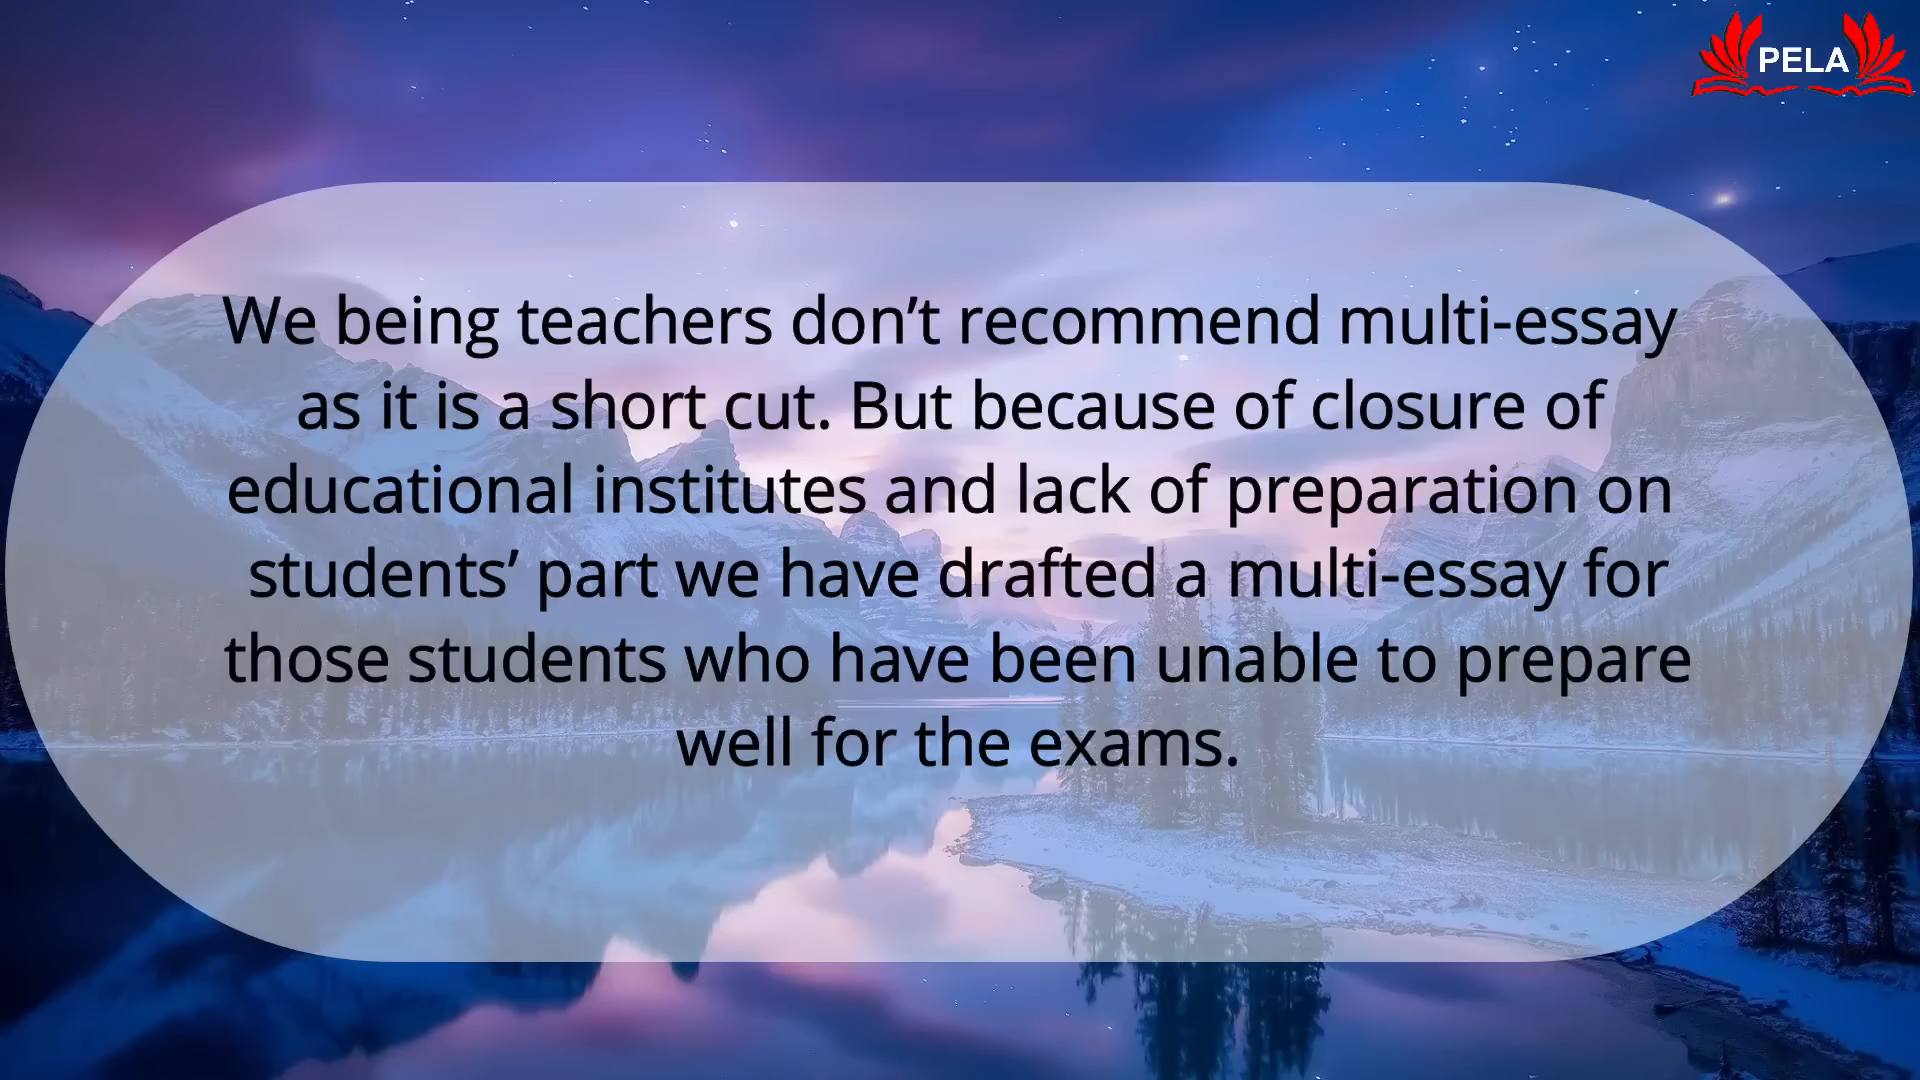 PELA
We being teachers don’t recommend multi-essay
as it is a short cut. But because of closure of
educational institutes and lack of preparation on
students’ part we have drafted a multi-essay for
those students who have been unable to prepare
well for the exams.